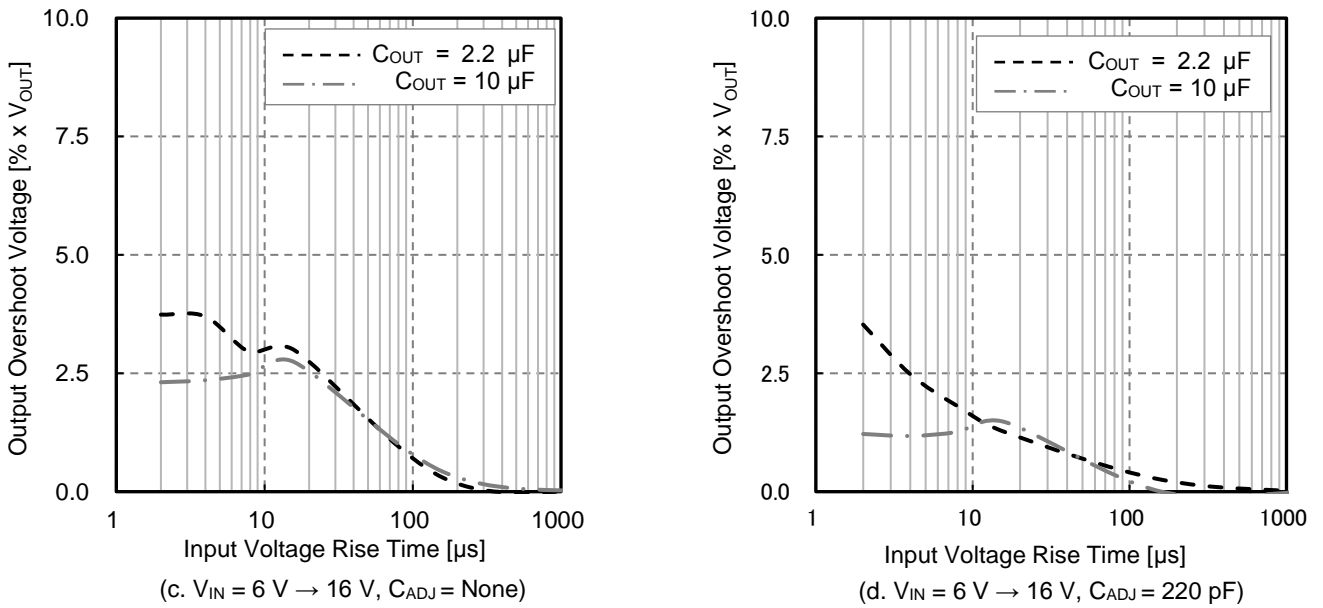 10.0
7.5
5.0
2.5
0.0
Output Overshoot Voltage [% x VOUT]
COUT = 2.2 µF
COUT = 10 µF
1 10 100 1000
Input Voltage Rise Time [µs]
(c. VIN = 6 V → 16 V, CADJ = None)
10.0
7.5
5.0
2.5
0.0
Output Overshoot Voltage [% x VOUT]
COUT = 2.2 µF
COUT = 10 µF
1 10 100 1000
Input Voltage Rise Time [µs]
(d. VIN = 6 V → 16 V, CADJ = 220 pF)